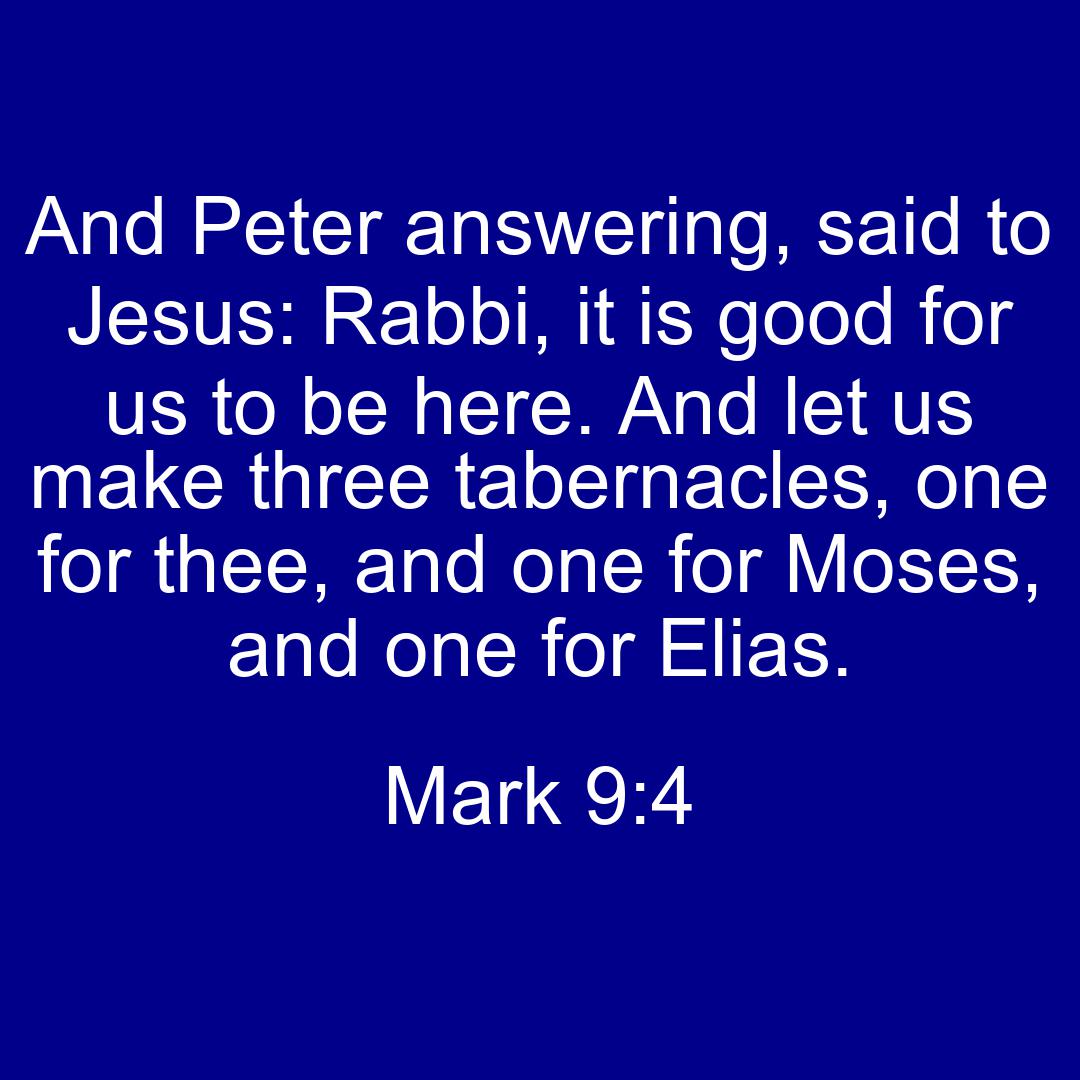 And Peter answering, said to
Jesus: Rabbi, it is good for
us to be here. And let us
make three tabernacles, one
for thee, and one for Moses,
and one for Elias.
Mark 9:4